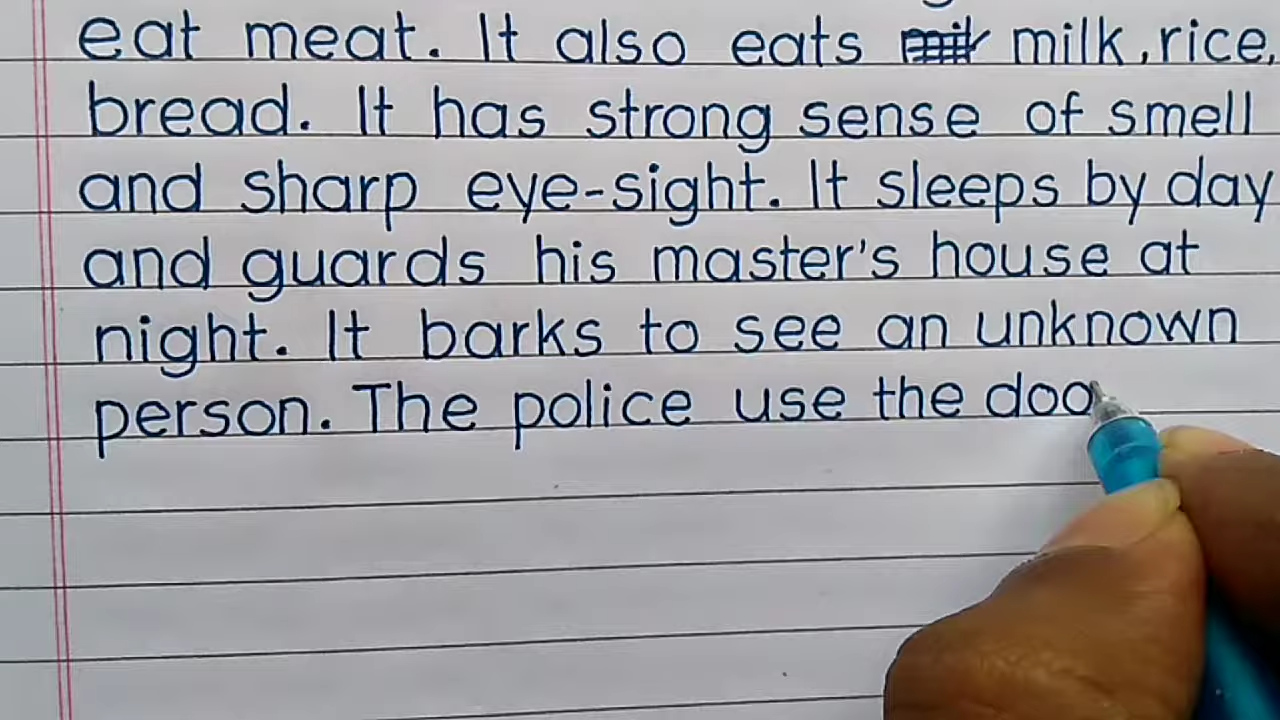 eat meat. It also eats milk, rice,
bread. It has strong sense of smell
and sharp eye-sight. It sleeps by day
and guards his master's house at
night. It barks to see an unknown
person. The police use the